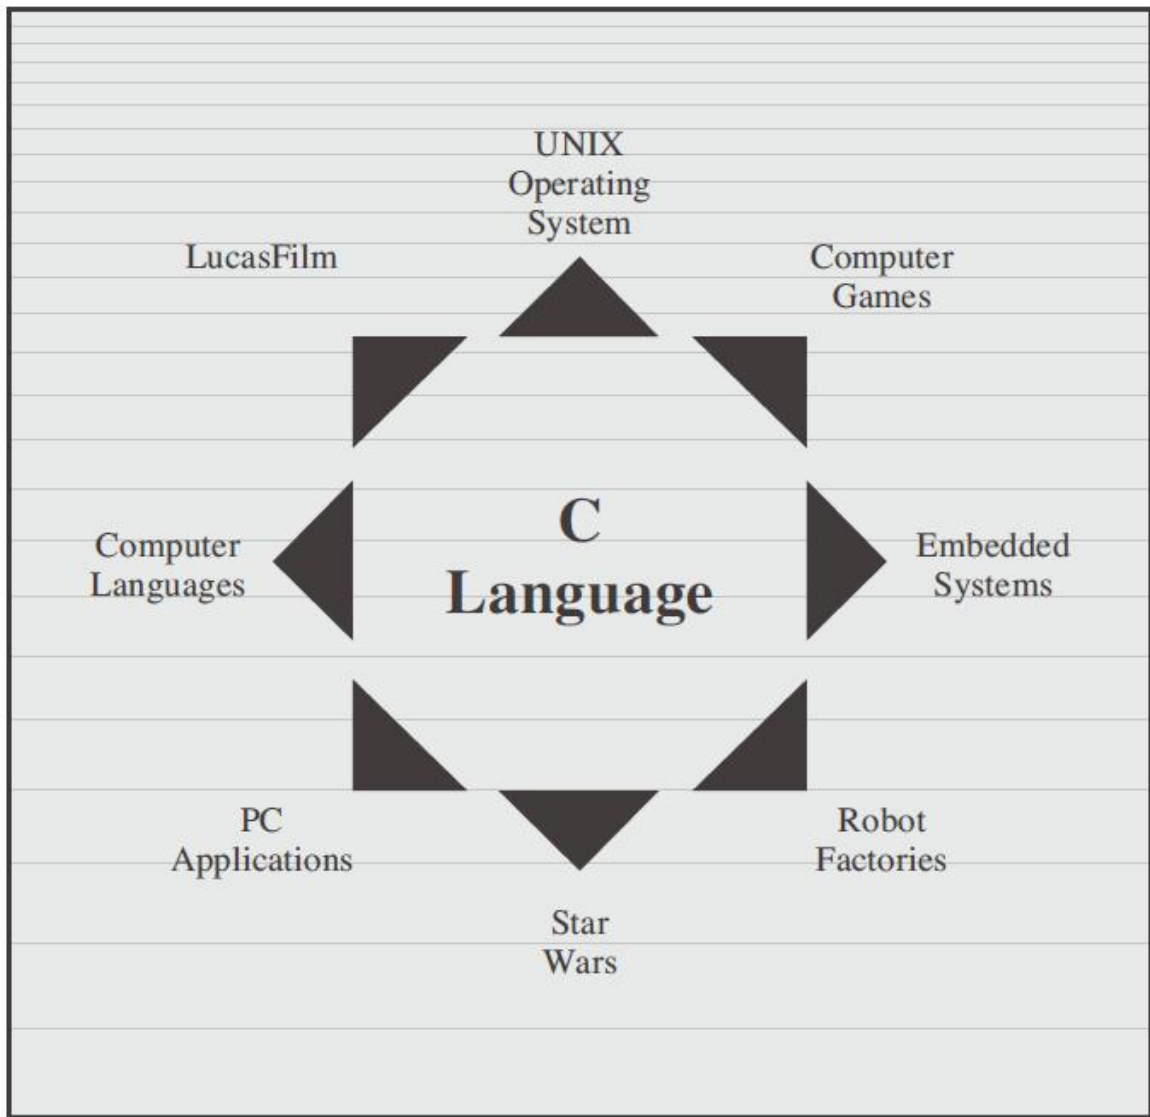 UNIX
Operating
System
LucasFilm
Computer
Games
C
Language
Computer
Languages
Embedded
Systems
PC
Applications
Robot
Factories
Star
Wars